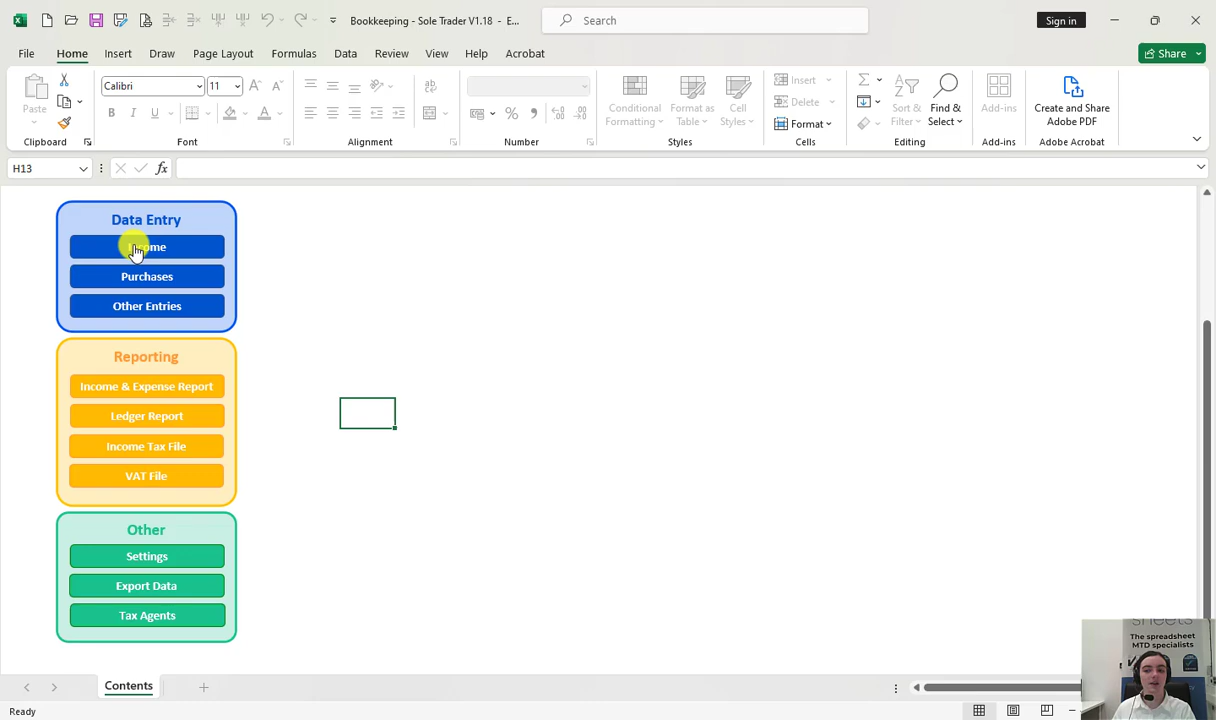 Bookkeeping - Sole Trader V1.18 - E...
Search
Sign in
File Home Insert Draw Page Layout Formulas Data Review View Help Acrobat
Share
Paste
Clipboard
Calibri 11
B I U
A
Font
ab
Alignment
%
Number
Conditional Formatting
Format as Table
Cell Styles
Styles
Insert
Delete
Format
Cells
Sort & Filter
Find & Select
Editing
Add-ins
Add-ins
Create and Share Adobe PDF
Adobe Acrobat
H13
fx
Data Entry
Income
Purchases
Other Entries
Reporting
Income & Expense Report
Ledger Report
Income Tax File
VAT File
Other
Settings
Export Data
Tax Agents
sheets
The spreadsheet
MTD specialists
Contents
Ready